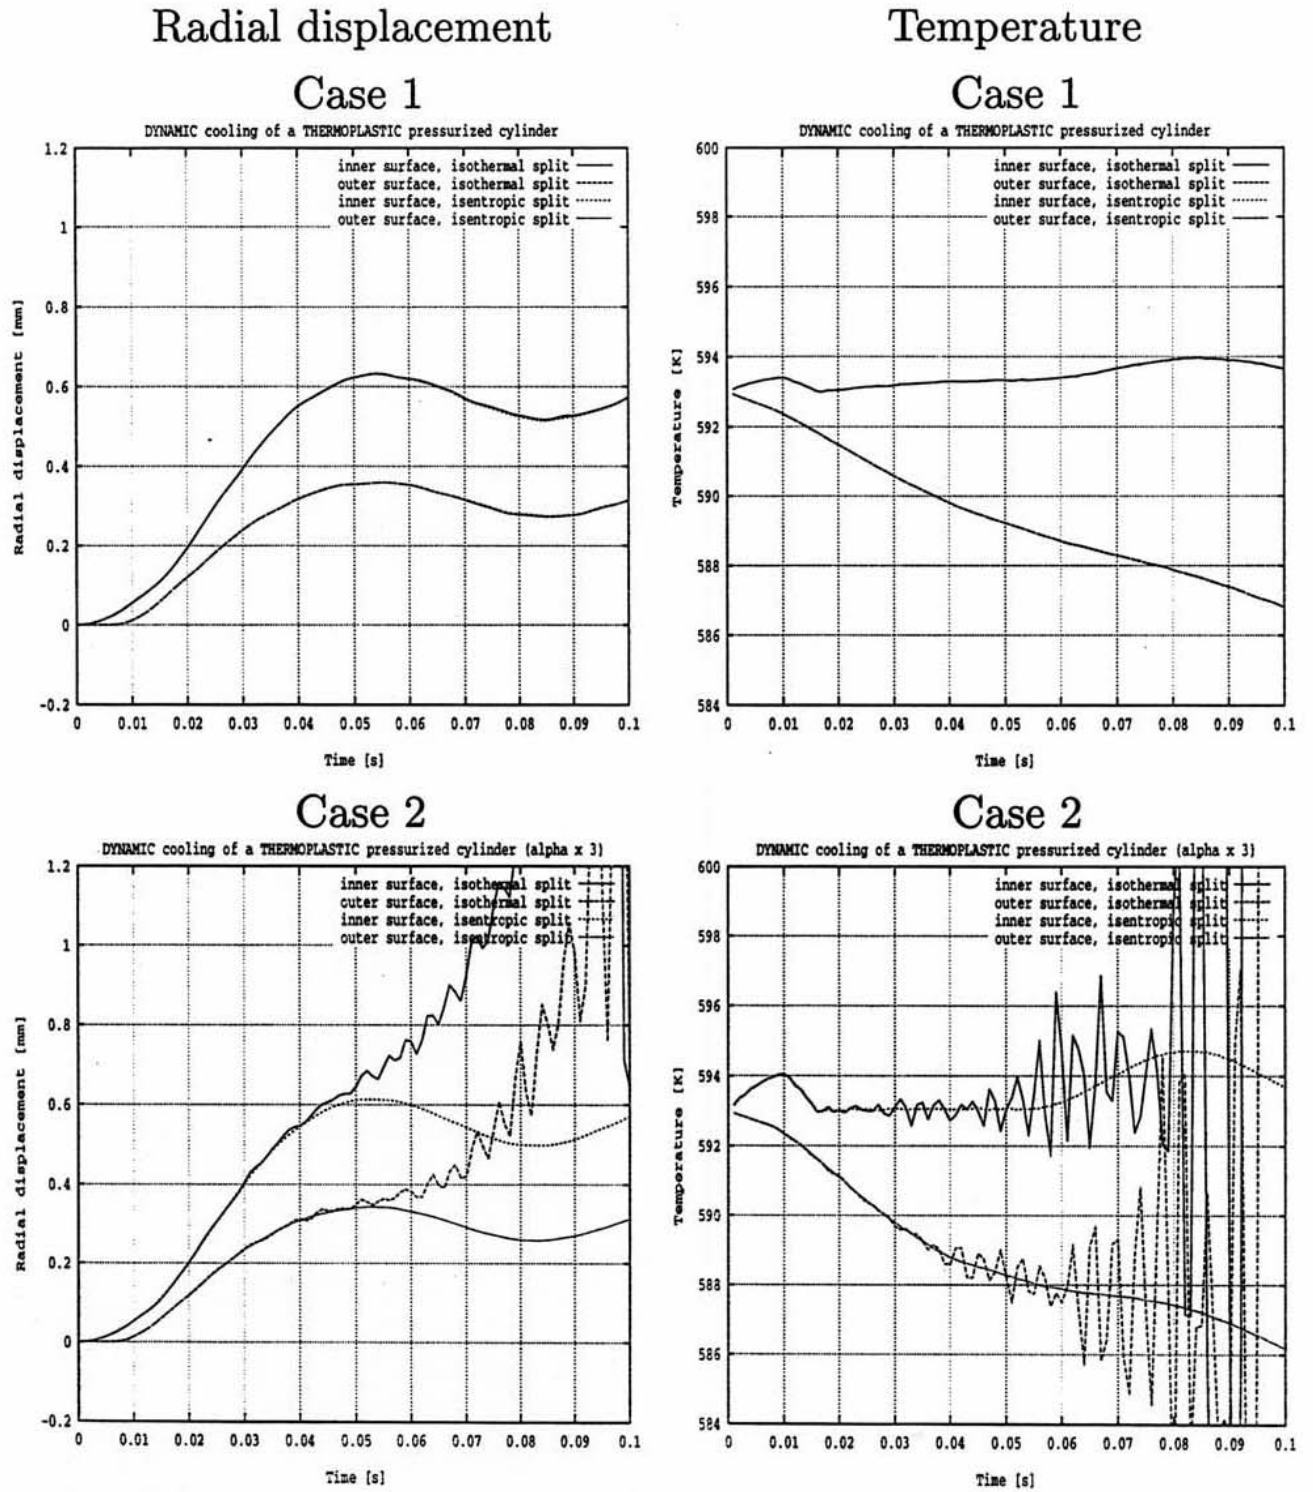 Radial displacement
Temperature
Case 1
DYNAMIC cooling of a THERMOPLASTIC pressurized cylinder
inner surface, isothermal split
outer surface, isothermal split
inner surface, isentropic split
outer surface, isentropic split
1.2
1
0.8
0.6
0.4
0.2
0
-0.2
Radial displacement [mm]
0 0.01 0.02 0.03 0.04 0.05 0.06 0.07 0.08 0.09 0.1
Time [s]
Case 1
DYNAMIC cooling of a THERMOPLASTIC pressurized cylinder
inner surface, isothermal split
outer surface, isothermal split
inner surface, isentropic split
outer surface, isentropic split
600
598
596
594
592
590
588
586
584
Temperature [K]
0 0.01 0.02 0.03 0.04 0.05 0.06 0.07 0.08 0.09 0.1
Time [s]
Case 2
DYNAMIC cooling of a THERMOPLASTIC pressurized cylinder (alpha x 3)
inner surface, isothermal split
outer surface, isothermal split
inner surface, isentropic split
outer surface, isentropic split
1.2
1
0.8
0.6
0.4
0.2
0
-0.2
Radial displacement [mm]
0 0.01 0.02 0.03 0.04 0.05 0.06 0.07 0.08 0.09 0.1
Time [s]
Case 2
DYNAMIC cooling of a THERMOPLASTIC pressurized cylinder (alpha x 3)
inner surface, isothermal split
outer surface, isothermal split
inner surface, isentropic split
outer surface, isentropic split
600
598
596
594
592
590
588
586
584
Temperature [K]
0 0.01 0.02 0.03 0.04 0.05 0.06 0.07 0.08 0.09 0.1
Time [s]